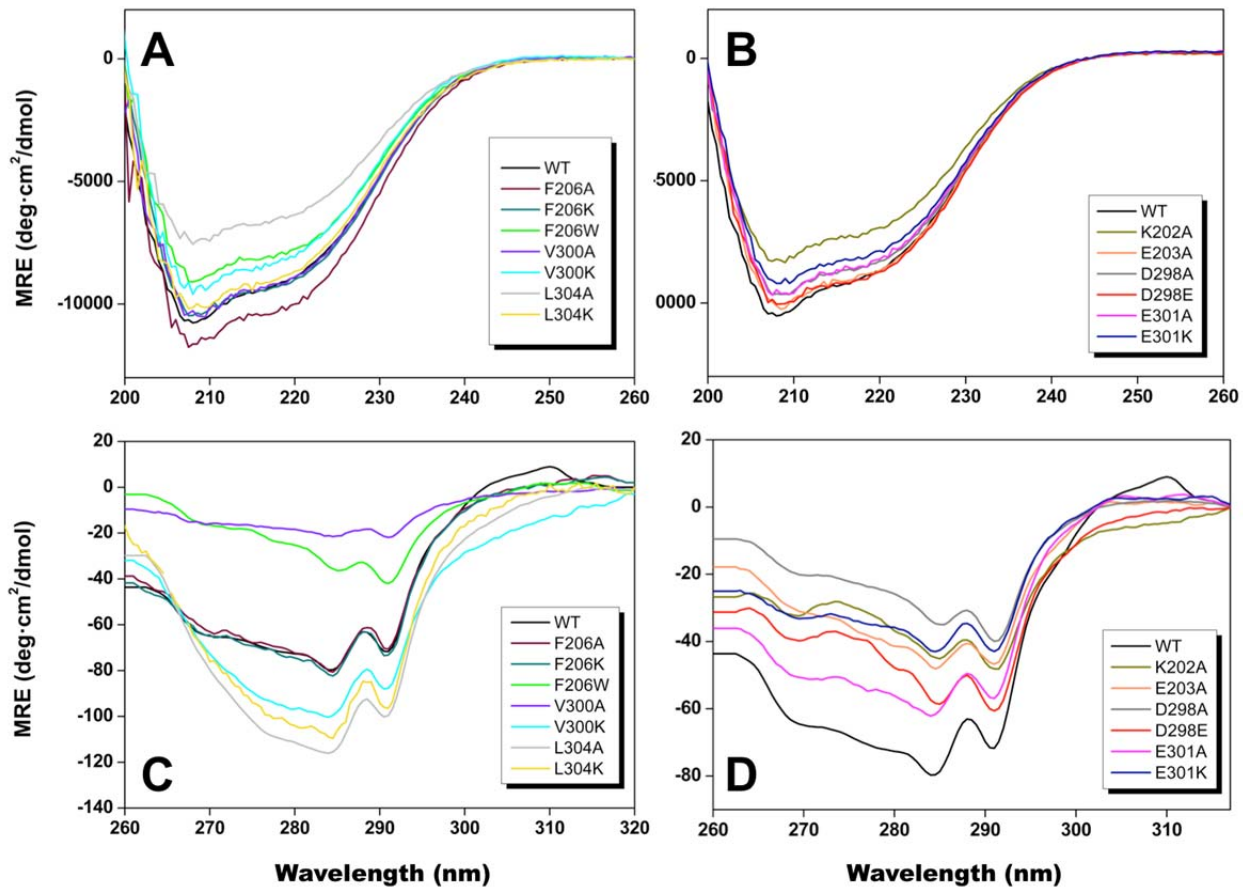 A
0
-5000
-10000
MRE (deg·cm²/dmol)
WT
F206A
F206K
F206W
V300A
V300K
L304A
L304K
200 210 220 230 240 250 260
B
0
·5000
0000
WT
K202A
E203A
D298A
D298E
E301A
E301K
200 210 220 230 240 250 260
C
20
0
-20
-40
-60
-80
-100
-120
-140
MRE (deg·cm²/dmol)
WT
F206A
F206K
F206W
V300A
V300K
L304A
L304K
260 270 280 290 300 310 320
Wavelength (nm)
D
20
0
-20
-40
-60
-80
WT
K202A
E203A
D298A
D298E
E301A
E301K
260 270 280 290 300 310
Wavelength (nm)